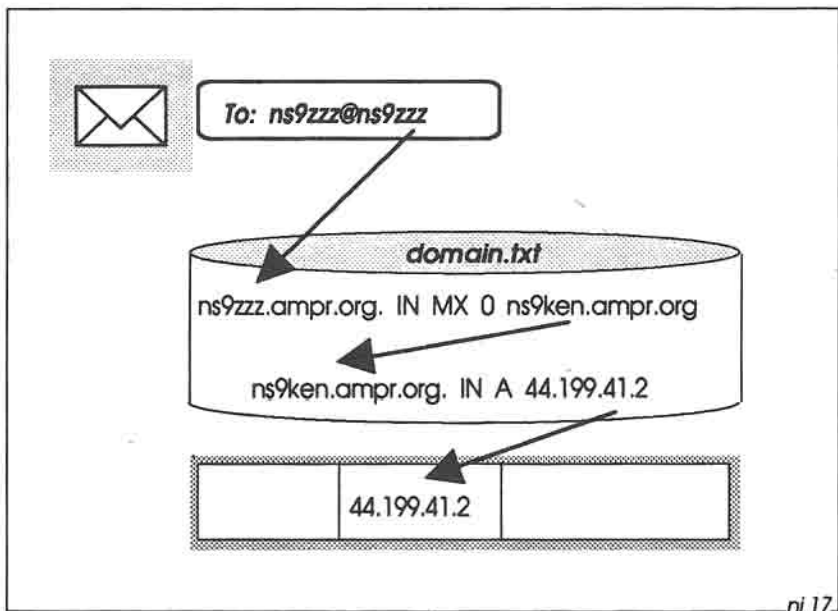 To: ns9zzz@ns9zzz
domain.txt
ns9zzz.ampr.org. IN MX 0 ns9ken.ampr.org
ns9ken.ampr.org. IN A 44.199.41.2
44.199.41.2
ni 17